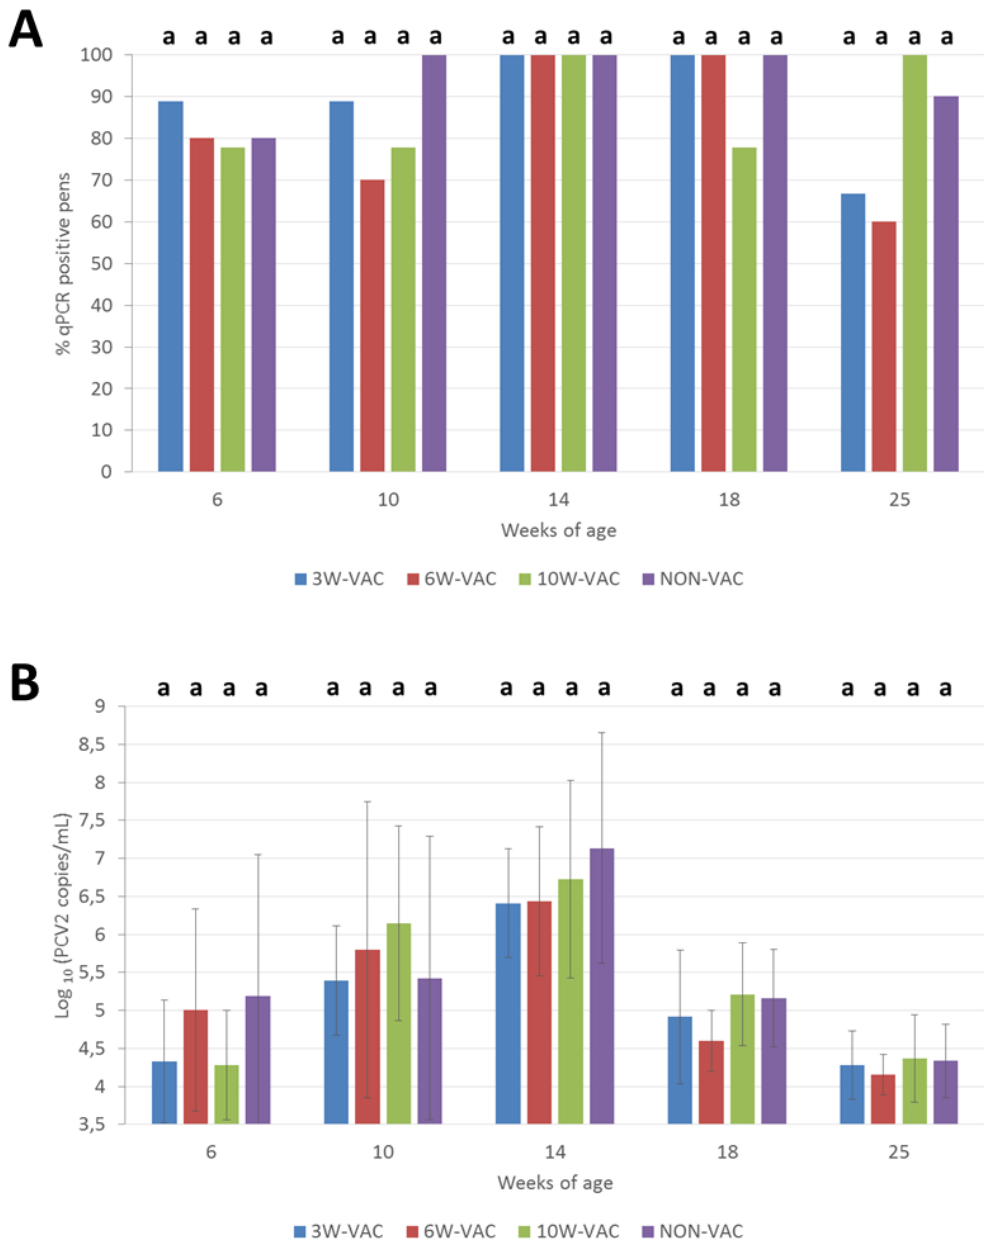 A
a a a a a a a a a a a a a a a a a a a a
100
90
80
70
60
50
40
30
20
10
0
% qPCR positive pens
6 10 14 18 25
Weeks of age
3W-VAC 6W-VAC 10W-VAC NON-VAC
B
a a a a a a a a a a a a a a a a a a a a
9
8,5
8
7,5
7
6,5
6
5,5
5
4,5
4
3,5
Log 10 (PCV2 copies/mL)
6 10 14 18 25
Weeks of age
3W-VAC 6W-VAC 10W-VAC NON-VAC